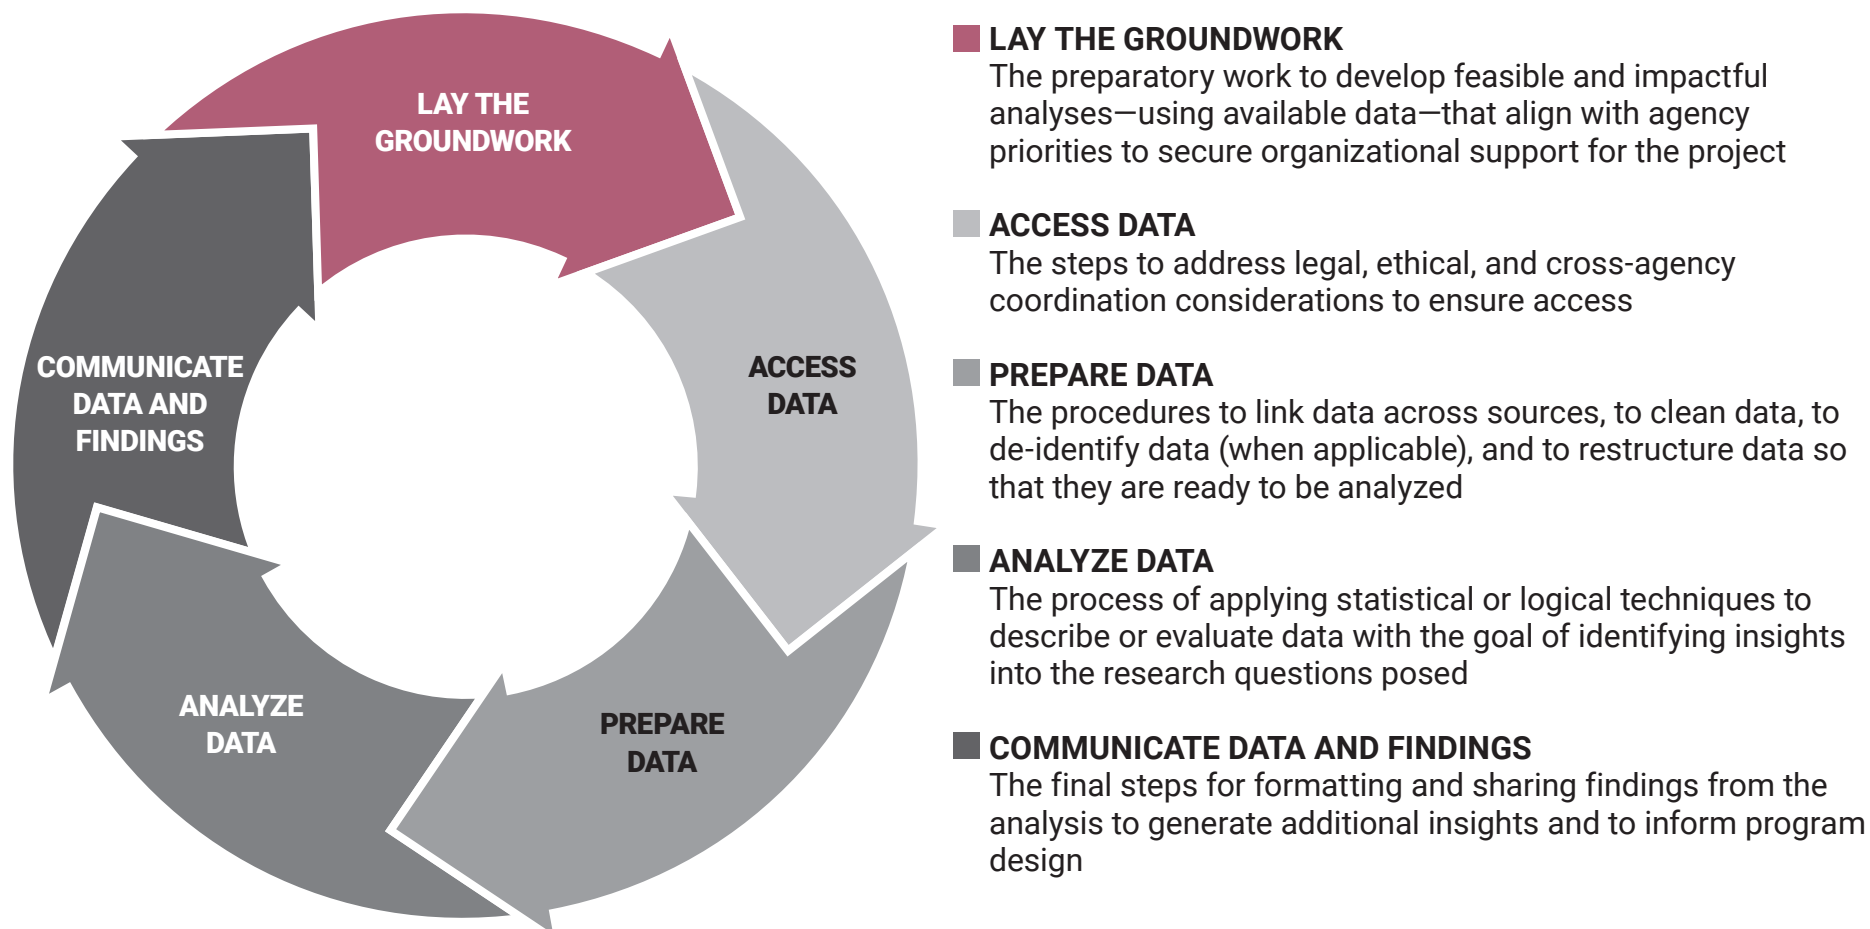 LAY THE
GROUNDWORK
ACCESS
DATA
PREPARE
DATA
ANALYZE
DATA
COMMUNICATE
DATA AND
FINDINGS
LAY THE GROUNDWORK
The preparatory work to develop feasible and impactful
analyses—using available data—that align with agency
priorities to secure organizational support for the project
ACCESS DATA
The steps to address legal, ethical, and cross-agency
coordination considerations to ensure access
PREPARE DATA
The procedures to link data across sources, to clean data, to
de-identify data (when applicable), and to restructure data so
that they are ready to be analyzed
ANALYZE DATA
The process of applying statistical or logical techniques to
describe or evaluate data with the goal of identifying insights
into the research questions posed
COMMUNICATE DATA AND FINDINGS
The final steps for formatting and sharing findings from the
analysis to generate additional insights and to inform program
design